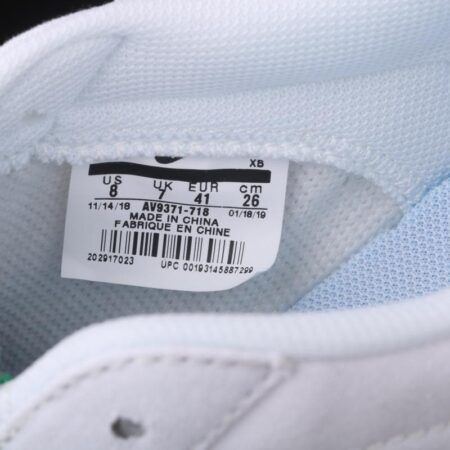 XB
US UK EUR cm
8 7 41 26
11/14/18 AV9371-718 01/18/19
MADE IN CHINA
FABRIQUE EN CHINE
202917023 UPC 00193145887299